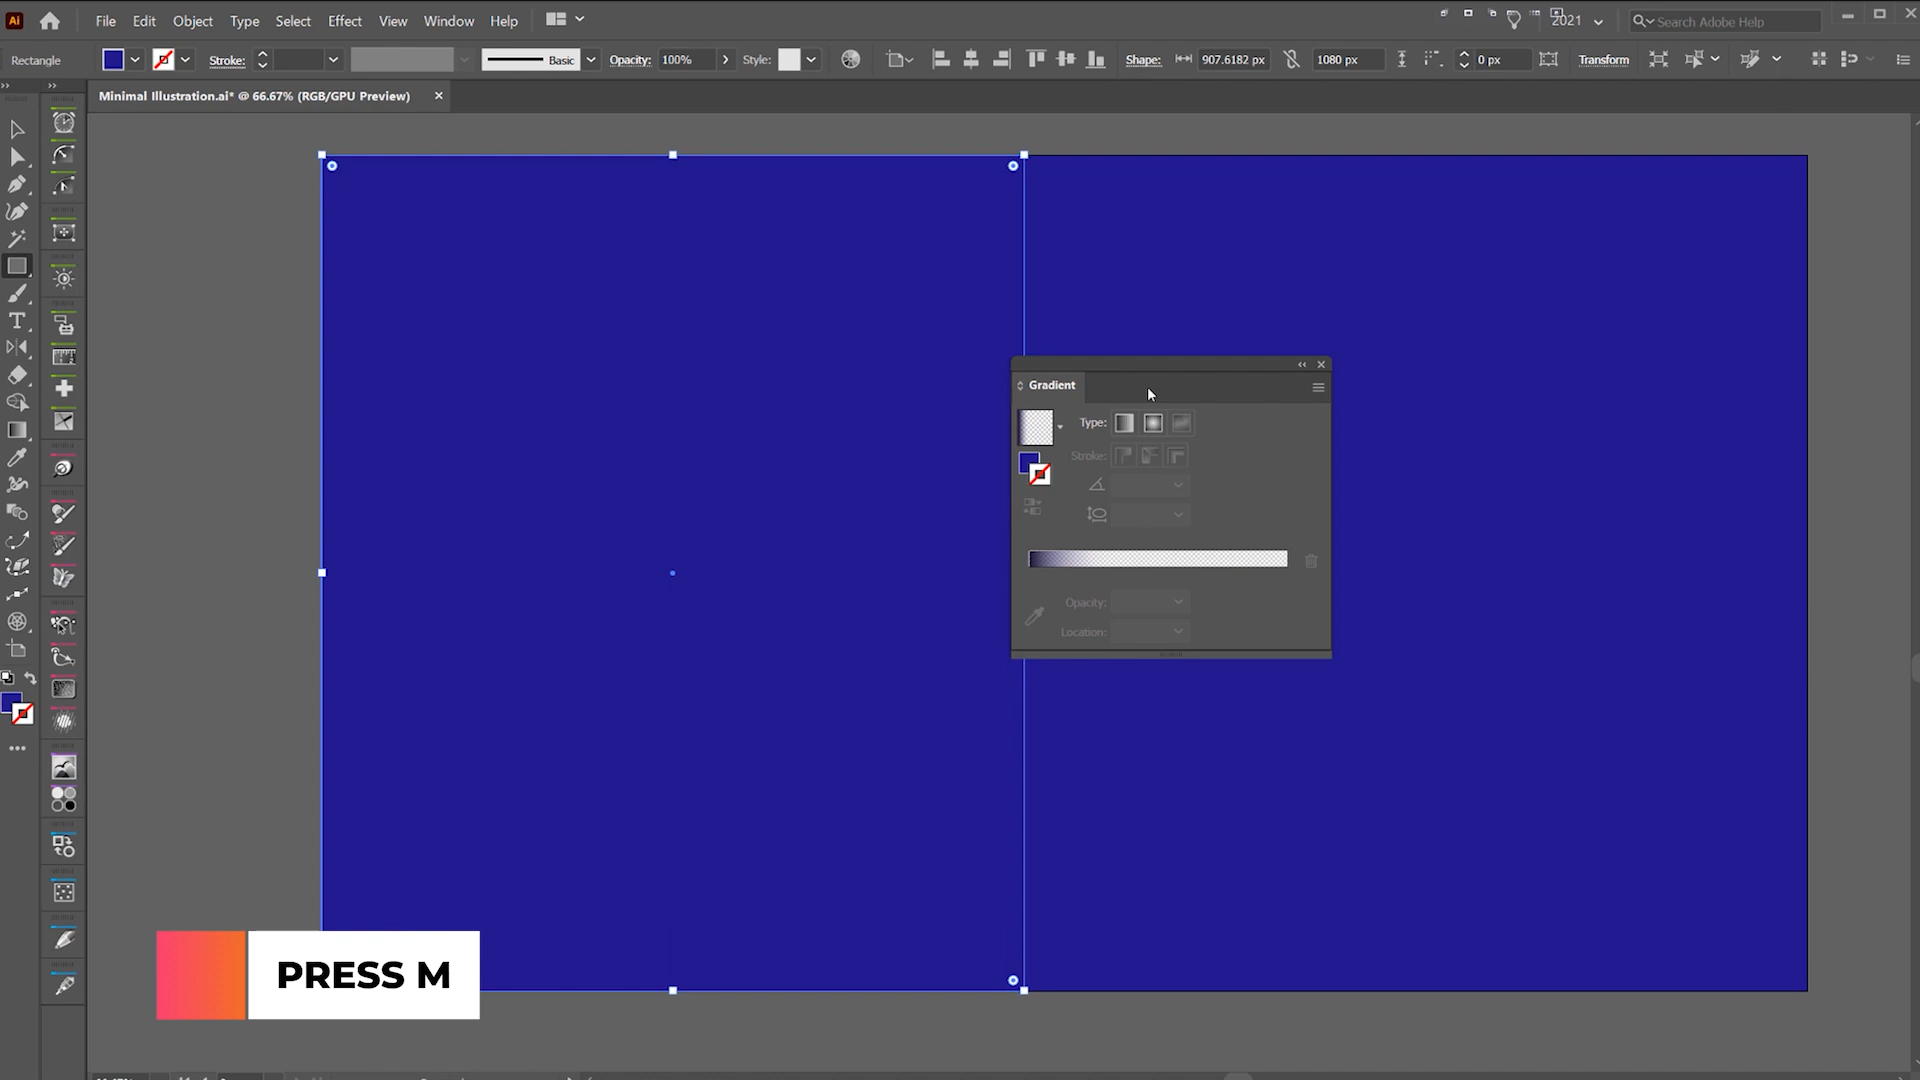 Ai File Edit Object Type Select Effect View Window Help 2021 Search Adobe Help
Rectangle Stroke: Basic Opacity: 100% Style: Shape: 907.6182 px 1080 px 0 px Transform
Minimal Illustration.ai* @ 66.67% (RGB/GPU Preview)
Gradient
Type:
Stroke:
Opacity:
Location:
PRESS M